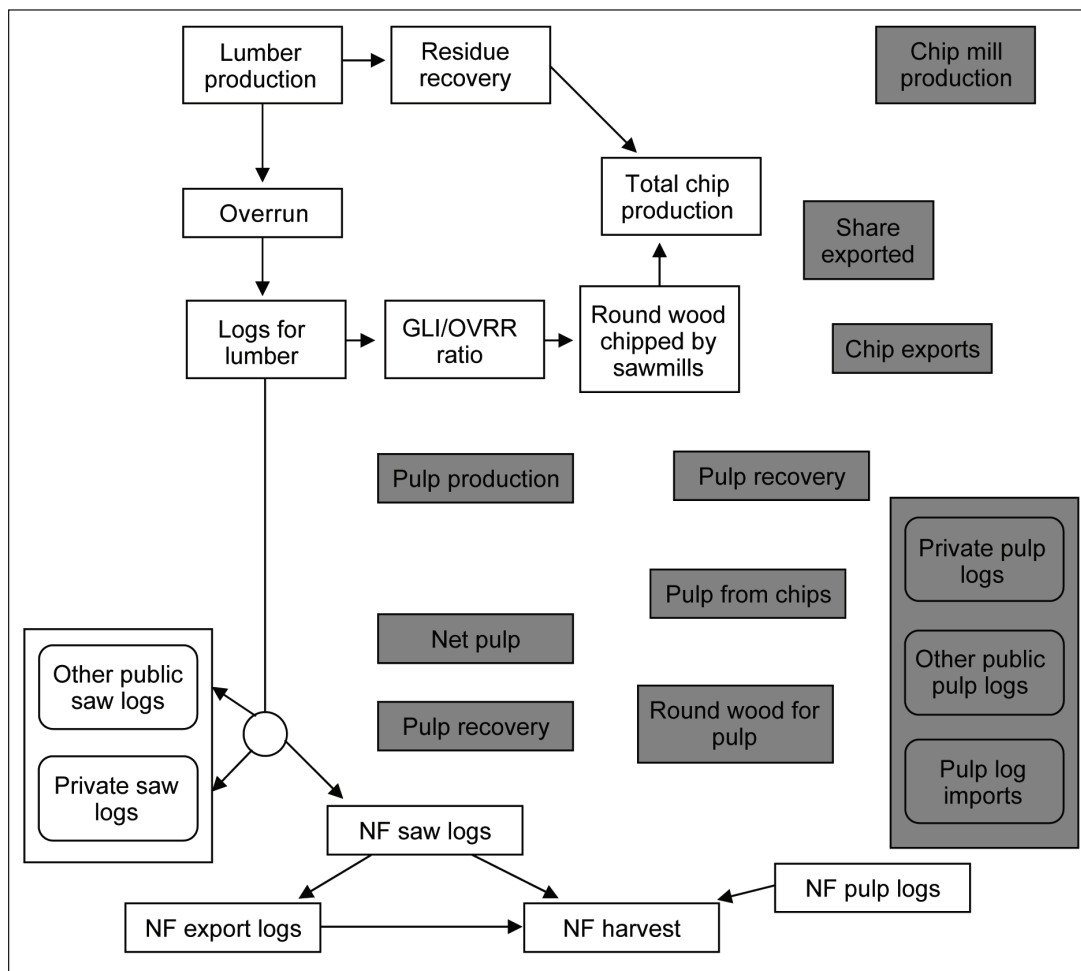 Lumber
production
Residue
recovery
Chip mill
production
Overrun
Total chip
production
Share
exported
Logs for
lumber
GLI/OVRR
ratio
Round wood
chipped by
sawmills
Chip exports
Pulp production
Pulp recovery
Private pulp
logs
Pulp from chips
Net pulp
Other public
saw logs
Other public
pulp logs
Pulp recovery
Round wood for
pulp
Private saw
logs
Pulp log
imports
NF saw logs
NF pulp logs
NF export logs
NF harvest